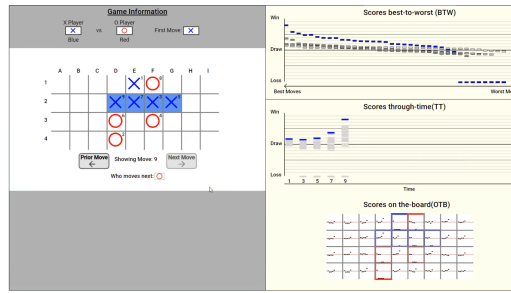 Game Information
X Player
vs
O Player
First Move:
Blue
Red
A B C D E F G H I
1
2
3
4
Prior Move
Showing Move: 9
Next Move
Who moves next:
Scores best-to-worst (BTW)
Win
Draw
Loss
Best Moves
Worst M
Scores through-time(TT)
Win
Draw
Loss
1 3 5 7 9
Time
Scores on the-board(OTB)